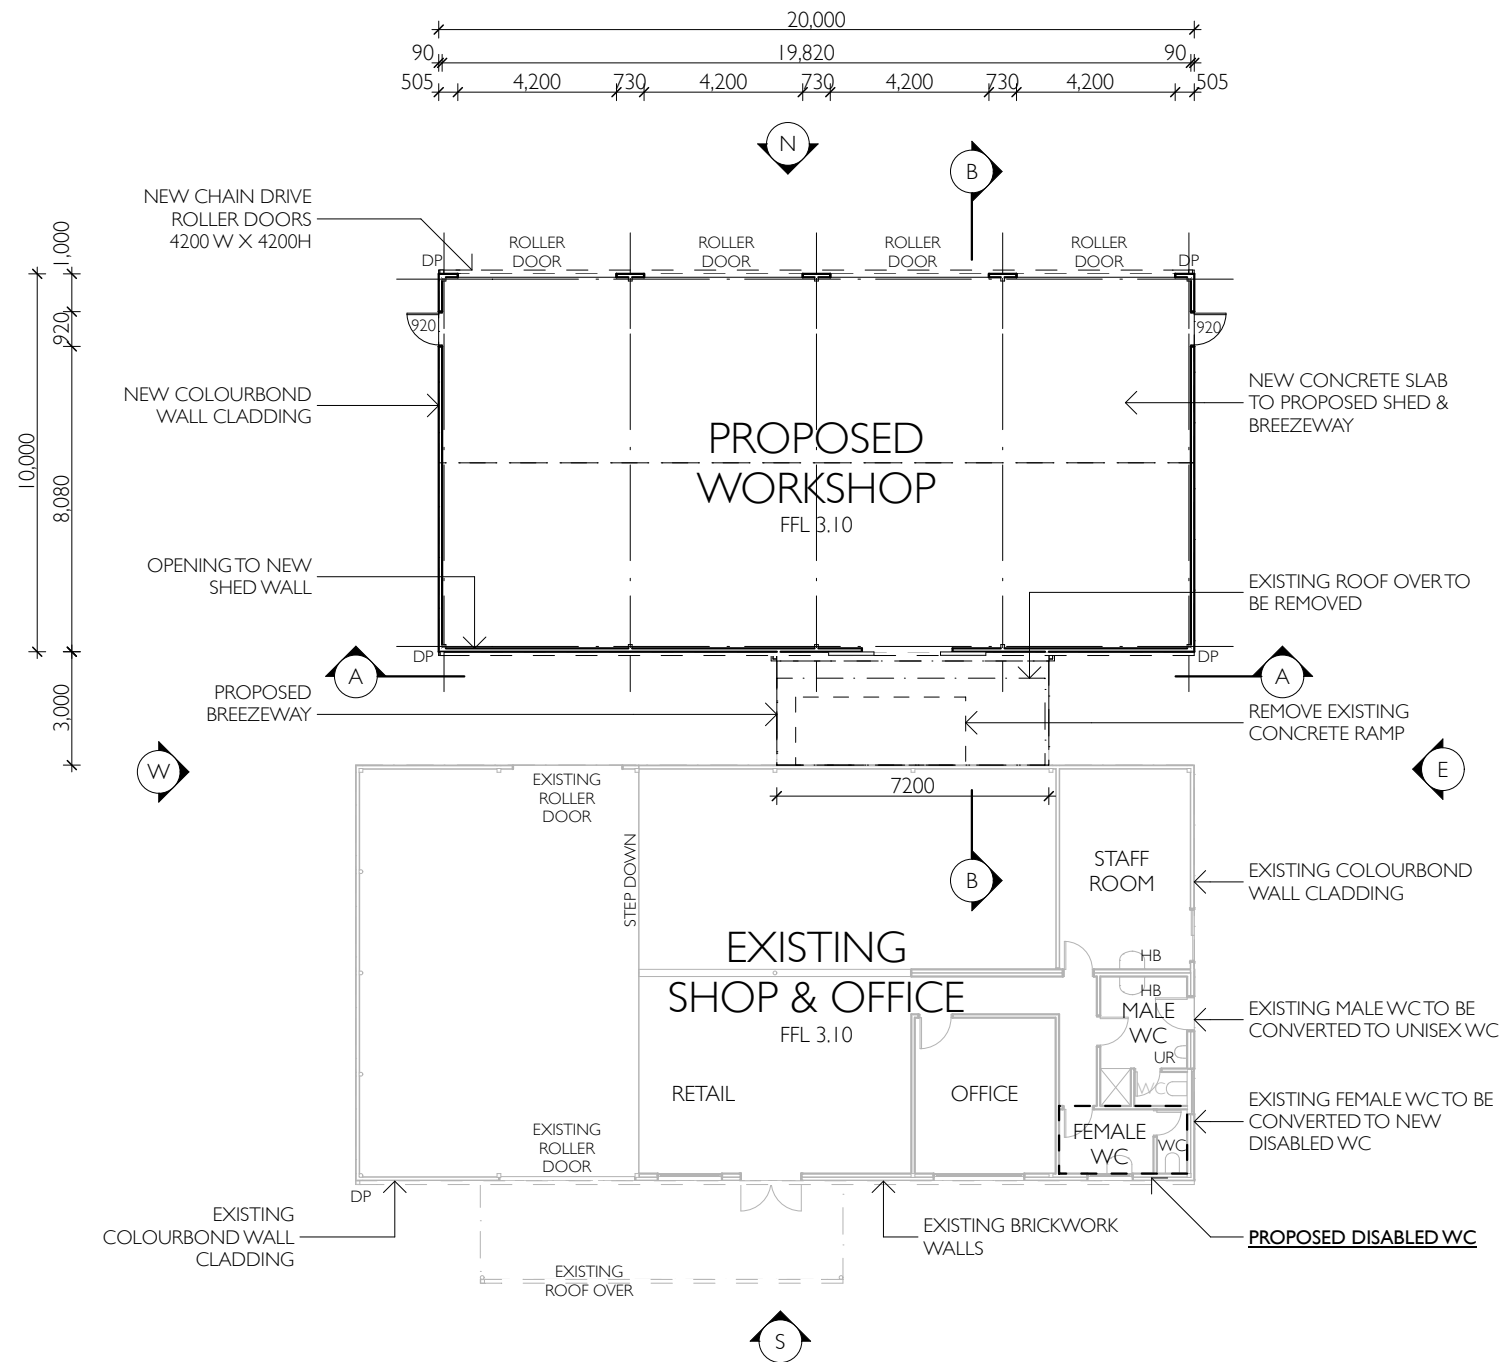 20,000
90
19,820
90
505
4,200
730
4,200
730
4,200
730
4,200
505
N
B
NEW CHAIN DRIVE
ROLLER DOORS
4200 W X 4200H
ROLLER
DOOR
ROLLER
DOOR
ROLLER
DOOR
ROLLER
DOOR
DP
DP
1,000
920
10,000
8,080
3,000
920
920
NEW COLOURBOND
WALL CLADDING
NEW CONCRETE SLAB
TO PROPOSED SHED &
BREEZEWAY
PROPOSED
WORKSHOP
FFL 3.10
OPENING TO NEW
SHED WALL
EXISTING ROOF OVER TO
BE REMOVED
DP
DP
A
A
PROPOSED
BREEZEWAY
REMOVE EXISTING
CONCRETE RAMP
W
E
EXISTING
ROLLER
DOOR
7200
STEP DOWN
B
STAFF
ROOM
EXISTING COLOURBOND
WALL CLADDING
EXISTING
SHOP & OFFICE
FFL 3.10
HB
HB
MALE
WC
UR
WC
EXISTING MALE WC TO BE
CONVERTED TO UNISEX WC
RETAIL
OFFICE
EXISTING FEMALE WC TO BE
CONVERTED TO NEW
DISABLED WC
FEMALE
WC
WC
EXISTING
ROLLER
DOOR
DP
EXISTING
COLOURBOND WALL
CLADDING
EXISTING BRICKWORK
WALLS
PROPOSED DISABLED WC
EXISTING
ROOF OVER
S